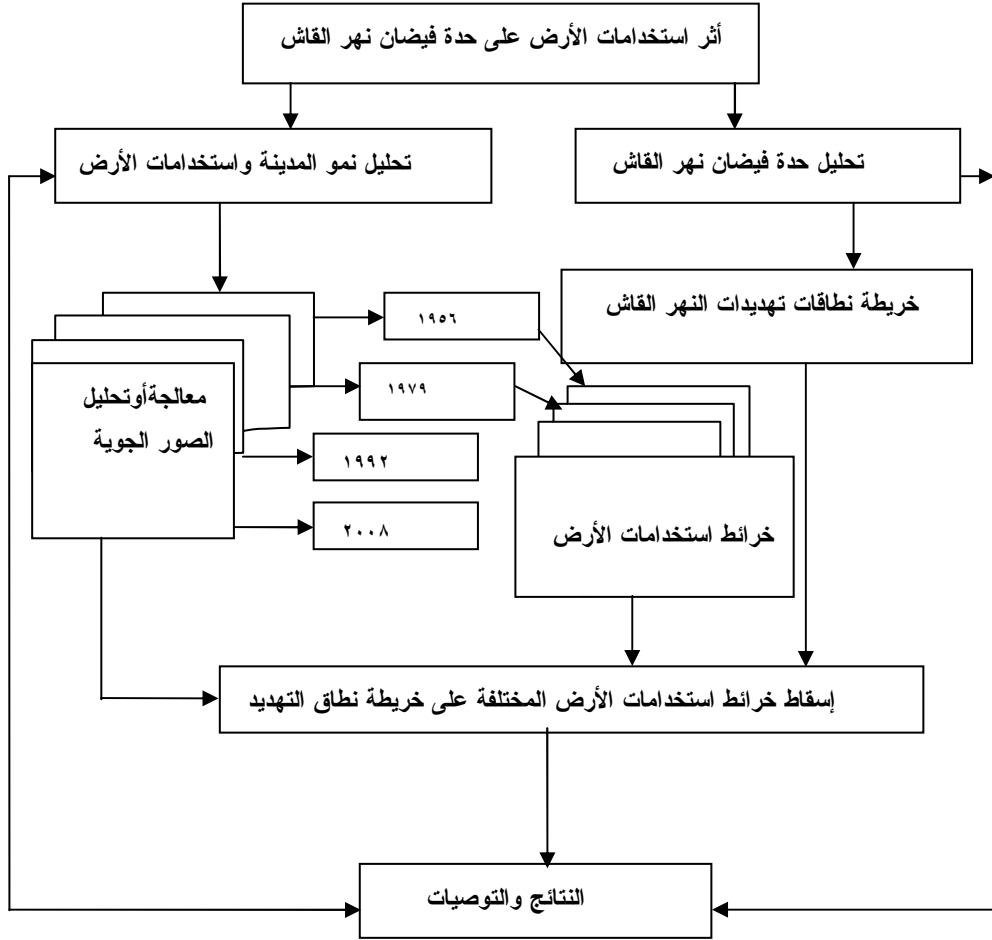 أثر استخدامات الأرض على حدة فيضان نهر القاش
تحليل حدة فيضان نهر القاش
تحليل نمو المدينة واستخدامات الأرض
خريطة نطاقات تهديدات النهر القاش
١٩٥٦
١٩٧٩
معالجةأوتحليل
الصور الجوية
١٩٩٢
٢٠٠٨
خرائط استخدامات الأرض
إسقاط خرائط استخدامات الأرض المختلفة على خريطة نطاق التهديد
النتائج والتوصيات